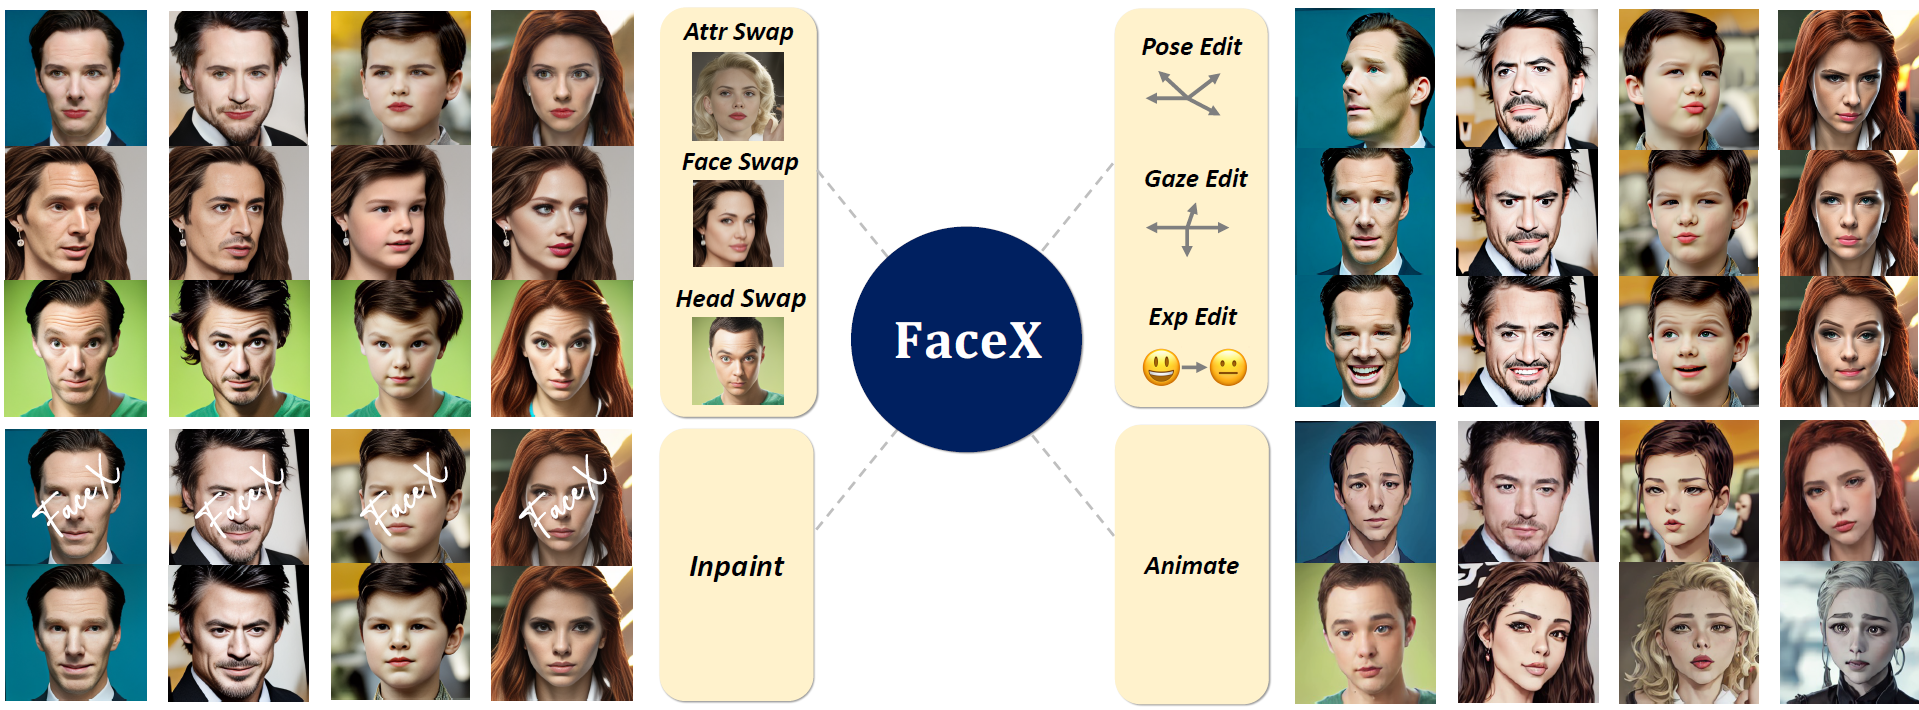 Attr Swap
Face Swap
Head Swap
Inpaint
FaceX
Pose Edit
Gaze Edit
Exp Edit
Animate
FaceX
FaceX
FaceX
FaceX